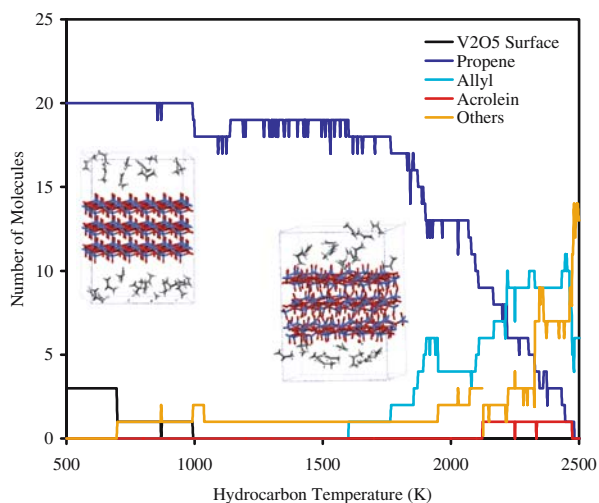 V2O5 Surface
Propene
Allyl
Acrolein
Others
25
20
15
10
5
0
Number of Molecules
500
1000
1500
2000
2500
Hydrocarbon Temperature (K)